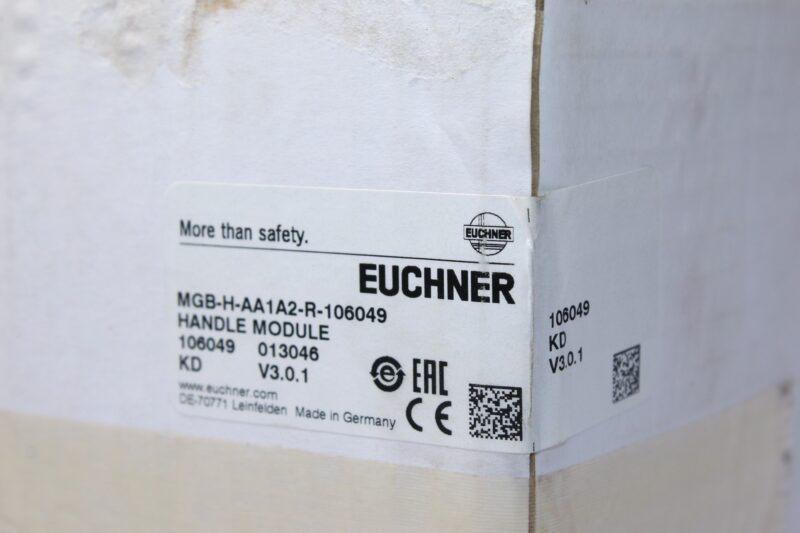 More than safety.
EUCHNER
EUCHNER
MGB-H-AA1A2-R-106049
HANDLE MODULE
106049 013046
KD V3.0.1
www.euchner.com
DE-70771 Leinfelden Made in Germany
e
EAC
CE
106049
KD
V3.0.1